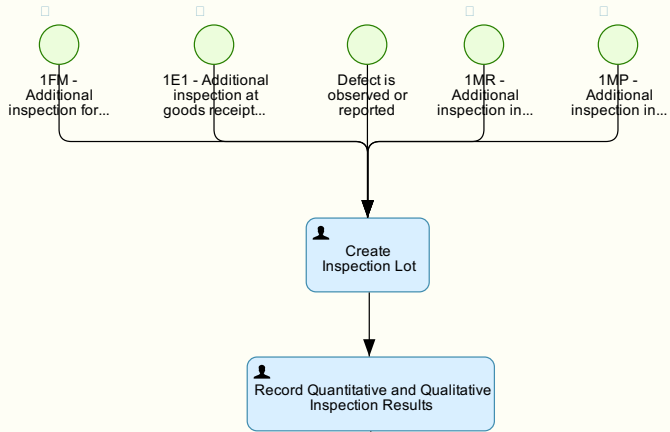 1FM -
Additional
inspection for...
1E1 - Additional
inspection at
goods receipt...
Defect is
observed or
reported
1MR -
Additional
inspection in...
1MP -
Additional
inspection in...
Create
Inspection Lot
Record Quantitative and Qualitative
Inspection Results